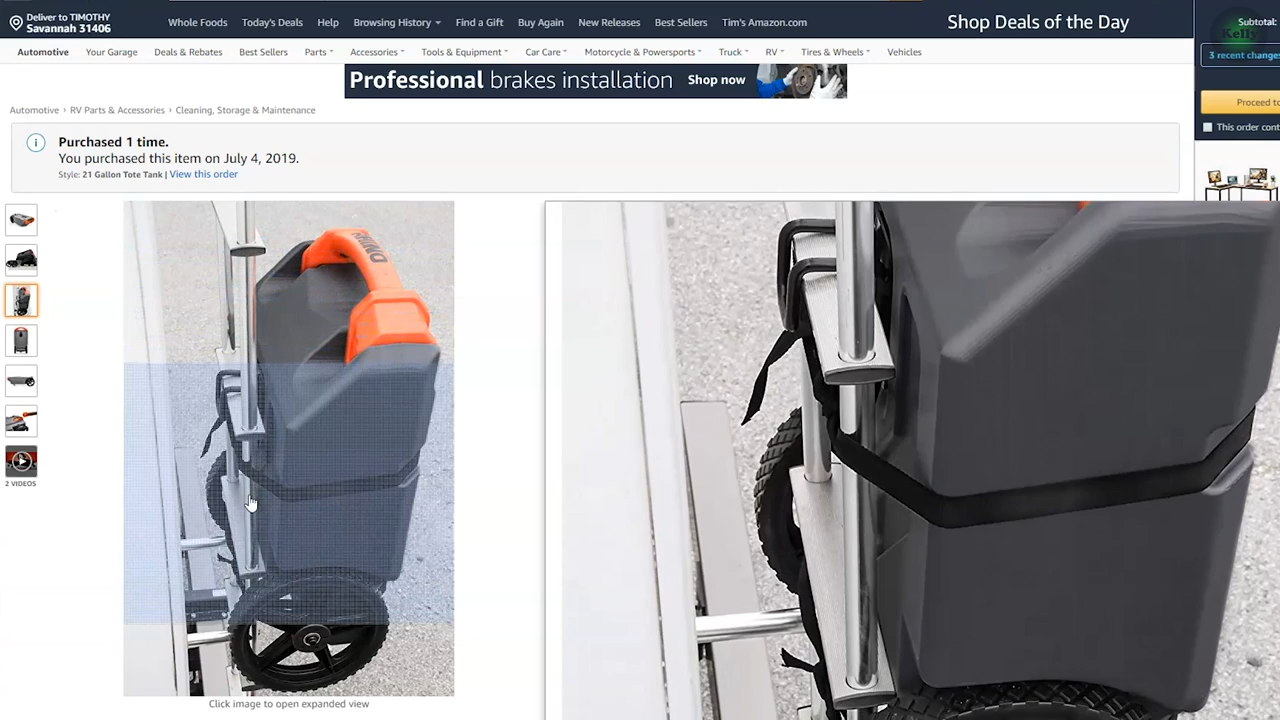 Deliver to TIMOTHY
Savannah 31406
Whole Foods Today's Deals Help Browsing History Find a Gift Buy Again New Releases Best Sellers Tim's Amazon.com
Shop Deals of the Day
Subtotal:
Kelly
3 recent changes
Automotive Your Garage Deals & Rebates Best Sellers Parts Accessories Tools & Equipment Car Care Motorcycle & Powersports Truck RV Tires & Wheels Vehicles
Professional brakes installation Shop now
Proceed to
This order cont
Automotive › RV Parts & Accessories › Cleaning, Storage & Maintenance
Purchased 1 time.
You purchased this item on July 4, 2019.
Style: 21 Gallon Tote Tank | View this order
RHINO
2 VIDEOS
Click image to open expanded view